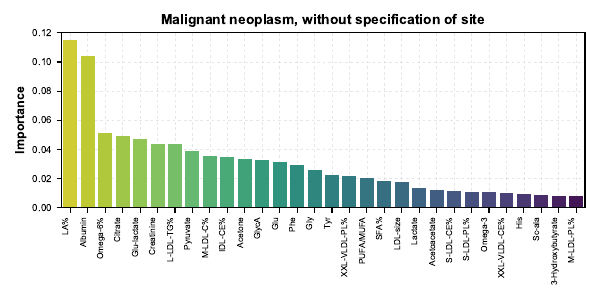 Malignant neoplasm, without specification of site
Importance
0.12
0.10
0.08
0.06
0.04
0.02
0.00
LA%
Albumin
Omega-6%
Citrate
Glu-lactate
Creatinine
L-LDL-TG%
Pyruvate
M-LDL-C%
IDL-CE%
Acetone
GlycA
Glu
Phe
Gly
Tyr
XXL-VLDL-PL%
PUFA/MUFA
SFA%
LDL-size
Lactate
Acetoacetate
S-LDL-CE%
S-LDL-PL%
Omega-3
XXL-VLDL-CE%
His
Sc-ala
3-Hydroxybutyrate
M-LDL-PL%